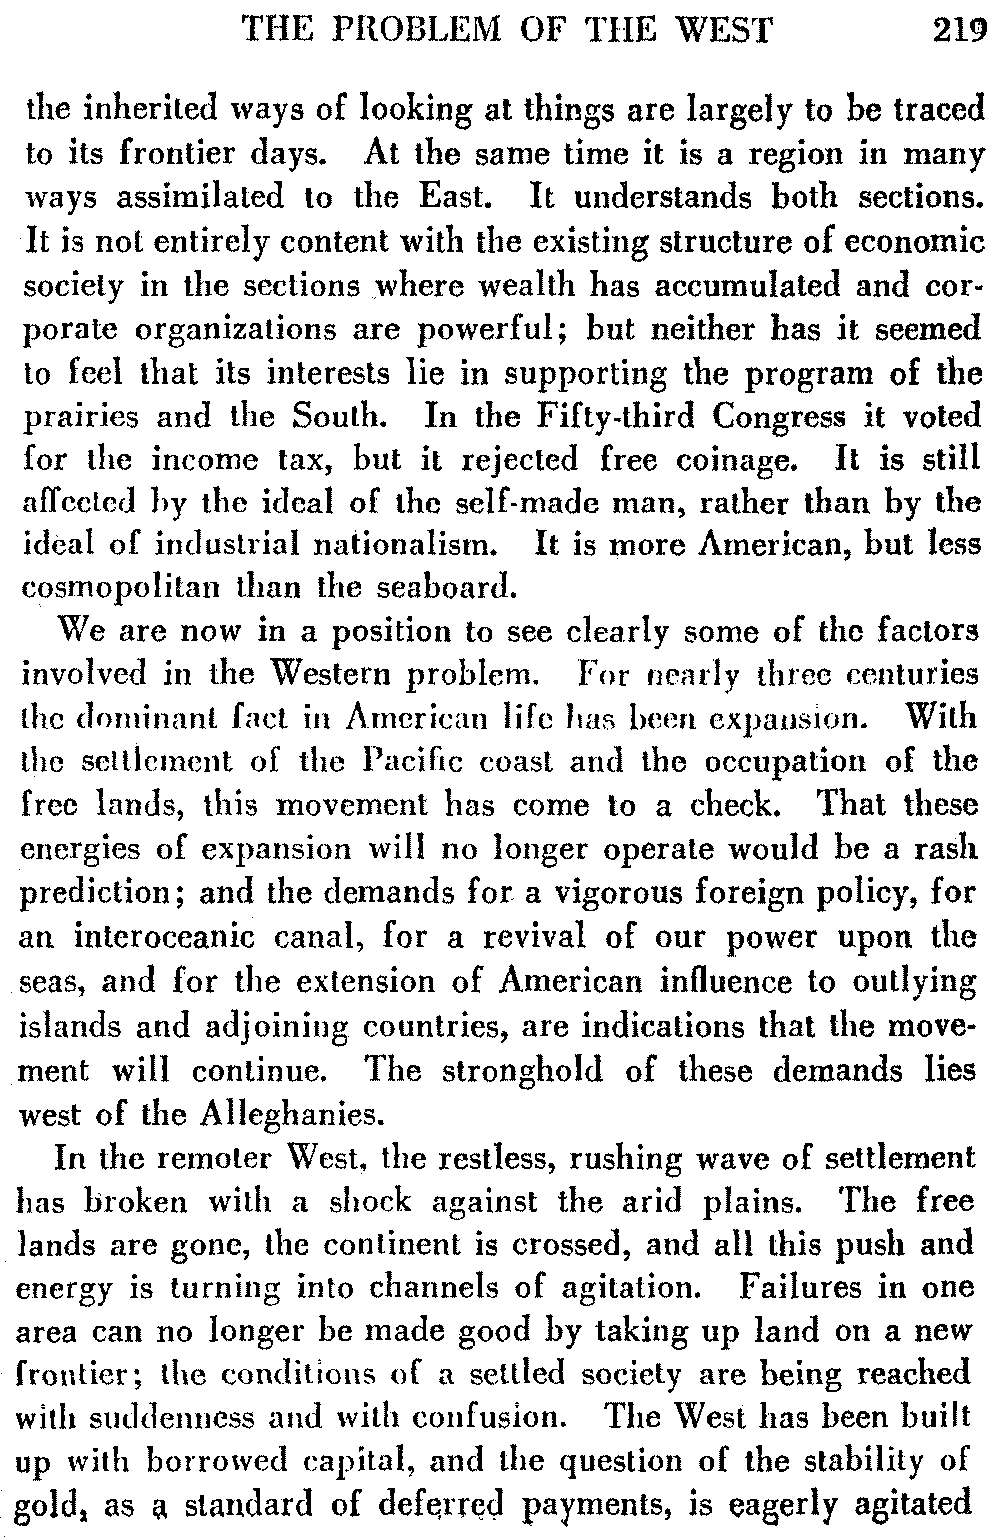 THE PROBLEM OF THE WEST 219
the inherited ways of looking at things are largely to be traced
to its frontier days. At the same time it is a region in many
ways assimilated to the East. It understands both sections.
It is not entirely content with the existing structure of economic
society in the sections where wealth has accumulated and cor-
porate organizations are powerful; but neither has it seemed
to feel that its interests lie in supporting the program of the
prairies and the South. In the Fifty-third Congress it voted
for the income tax, but it rejected free coinage. It is still
affected by the ideal of the self-made man, rather than by the
ideal of industrial nationalism. It is more American, but less
cosmopolitan than the seaboard.
We are now in a position to see clearly some of the factors
involved in the Western problem. For nearly three centuries
the dominant fact in American life has been expansion. With
the settlement of the Pacific coast and the occupation of the
free lands, this movement has come to a check. That these
energies of expansion will no longer operate would be a rash
prediction; and the demands for a vigorous foreign policy, for
an interoceanic canal, for a revival of our power upon the
seas, and for the extension of American influence to outlying
islands and adjoining countries, are indications that the move-
ment will continue. The stronghold of these demands lies
west of the Alleghanies.
In the remoter West, the restless, rushing wave of settlement
has broken with a shock against the arid plains. The free
lands are gone, the continent is crossed, and all this push and
energy is turning into channels of agitation. Failures in one
area can no longer be made good by taking up land on a new
frontier; the conditions of a settled society are being reached
with suddenness and with confusion. The West has been built
up with borrowed capital, and the question of the stability of
gold, as a standard of deferred payments, is eagerly agitated